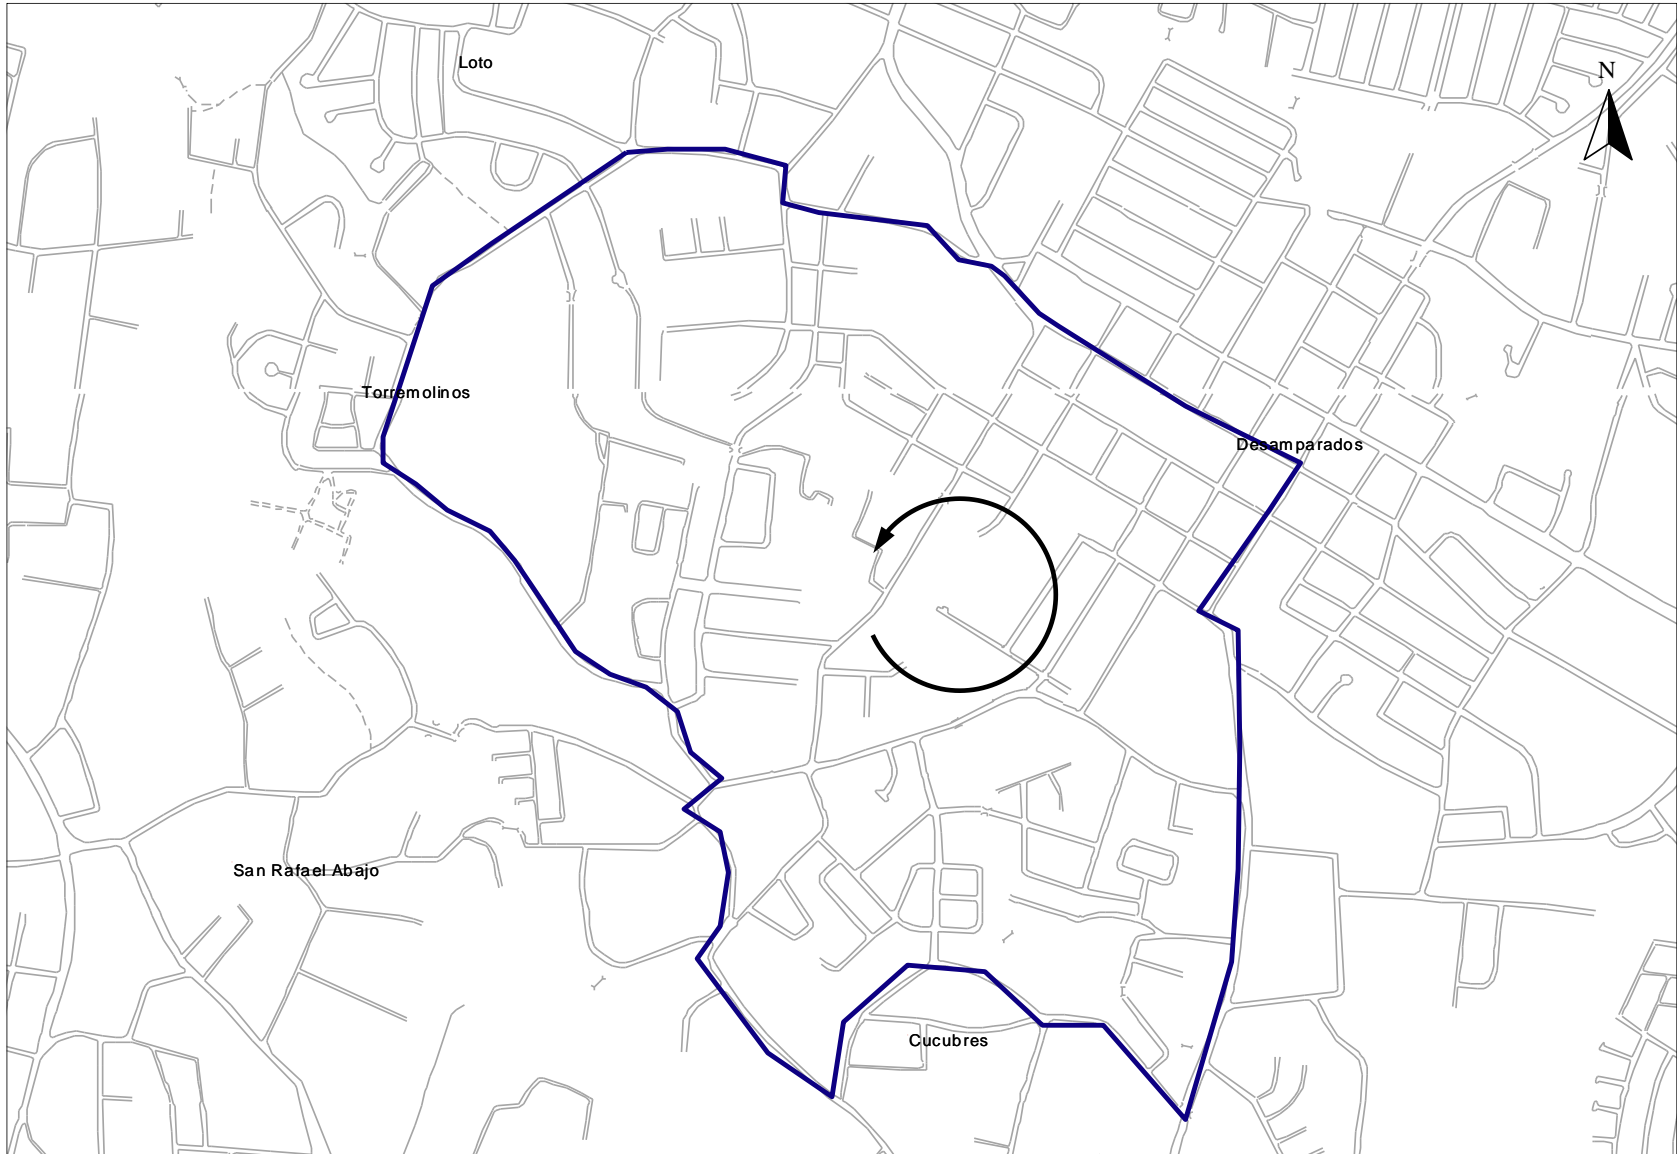 Loto
N
Torremolinos
Desamparados
San Rafael Abajo
Cucubres